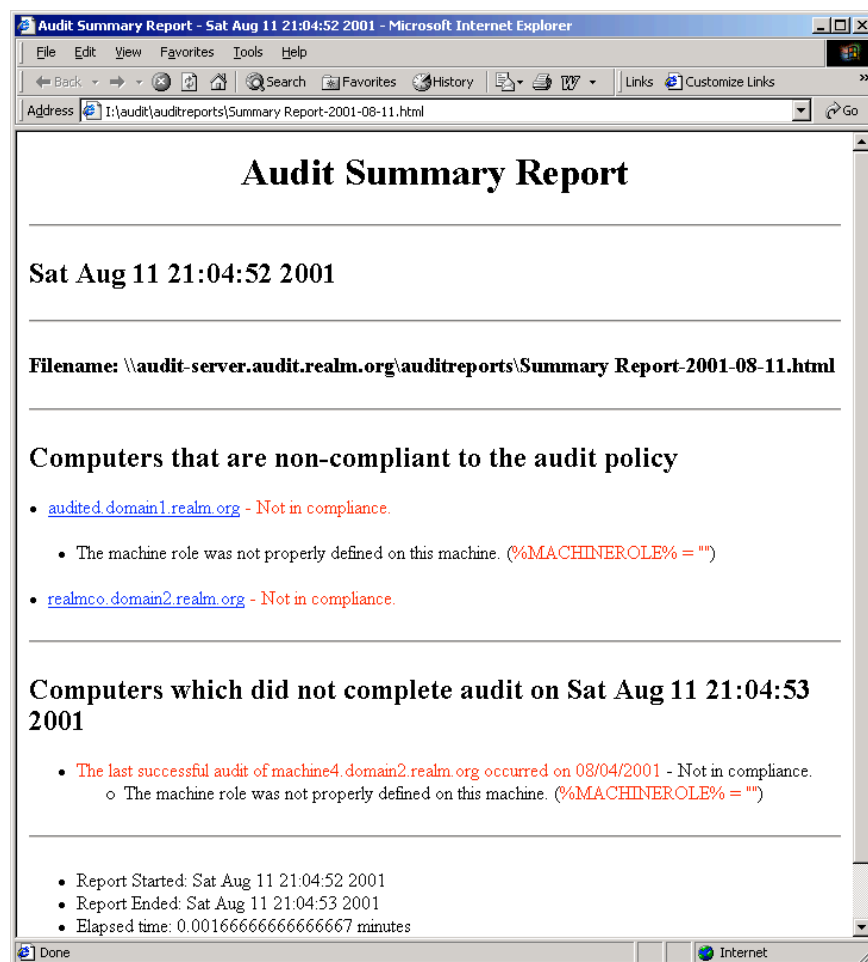 Audit Summary Report - Sat Aug 11 21:04:52 2001 - Microsoft Internet Explorer
File Edit View Favorites Tools Help
Back Search Favorites History Links Customize Links »
Address I:\audit\auditreports\Summary Report-2001-08-11.html Go
Audit Summary Report
Sat Aug 11 21:04:52 2001
Filename: \\audit-server.audit.realm.org\auditreports\Summary Report-2001-08-11.html
Computers that are non-compliant to the audit policy
• audited.domain1.realm.org - Not in compliance.
• The machine role was not properly defined on this machine. (%MACHINEROLE% = "")
• realmco.domain2.realm.org - Not in compliance.
Computers which did not complete audit on Sat Aug 11 21:04:53
2001
• The last successful audit of machine4.domain2.realm.org occurred on 08/04/2001 - Not in compliance.
o The machine role was not properly defined on this machine. (%MACHINEROLE% = "")
• Report Started: Sat Aug 11 21:04:52 2001
• Report Ended: Sat Aug 11 21:04:53 2001
• Elapsed time: 0.00166666666666667 minutes
Done Internet